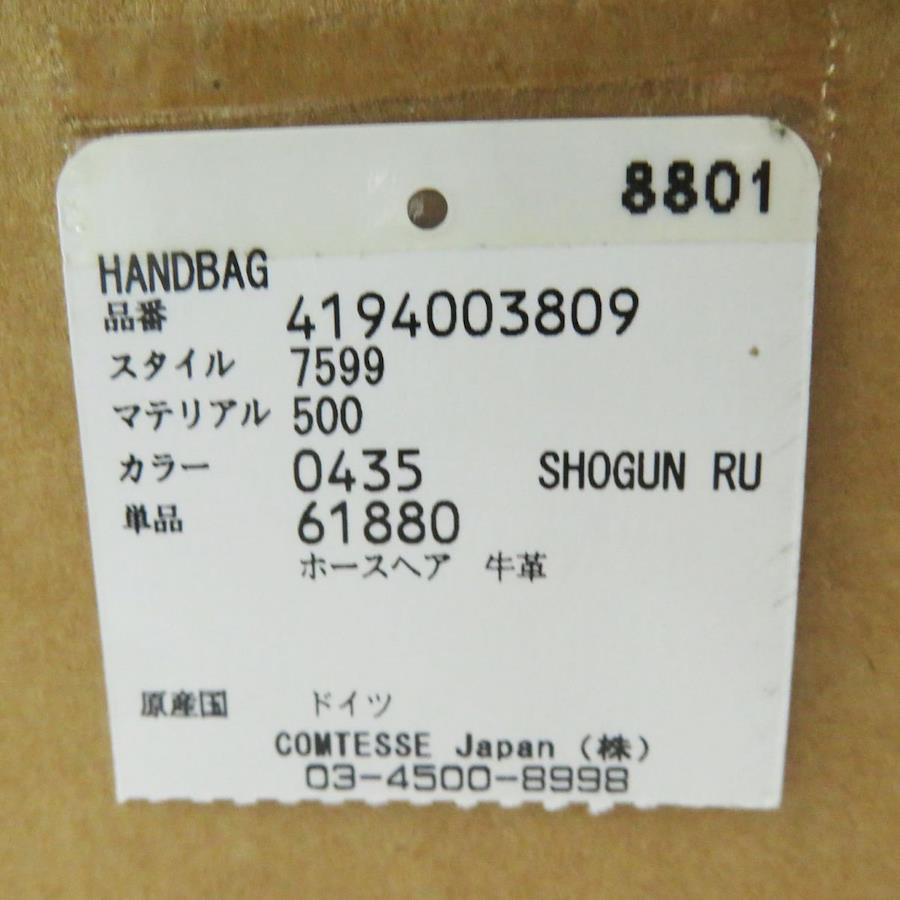 8801
HANDBAG
品番 4194003809
スタイル 7599
マテリアル 500
カラー 0435 SHOGUN RU
単品 61880
ホースヘア 牛革
原産国 ドイツ
COMTESSE Japan (株)
03-4500-8998